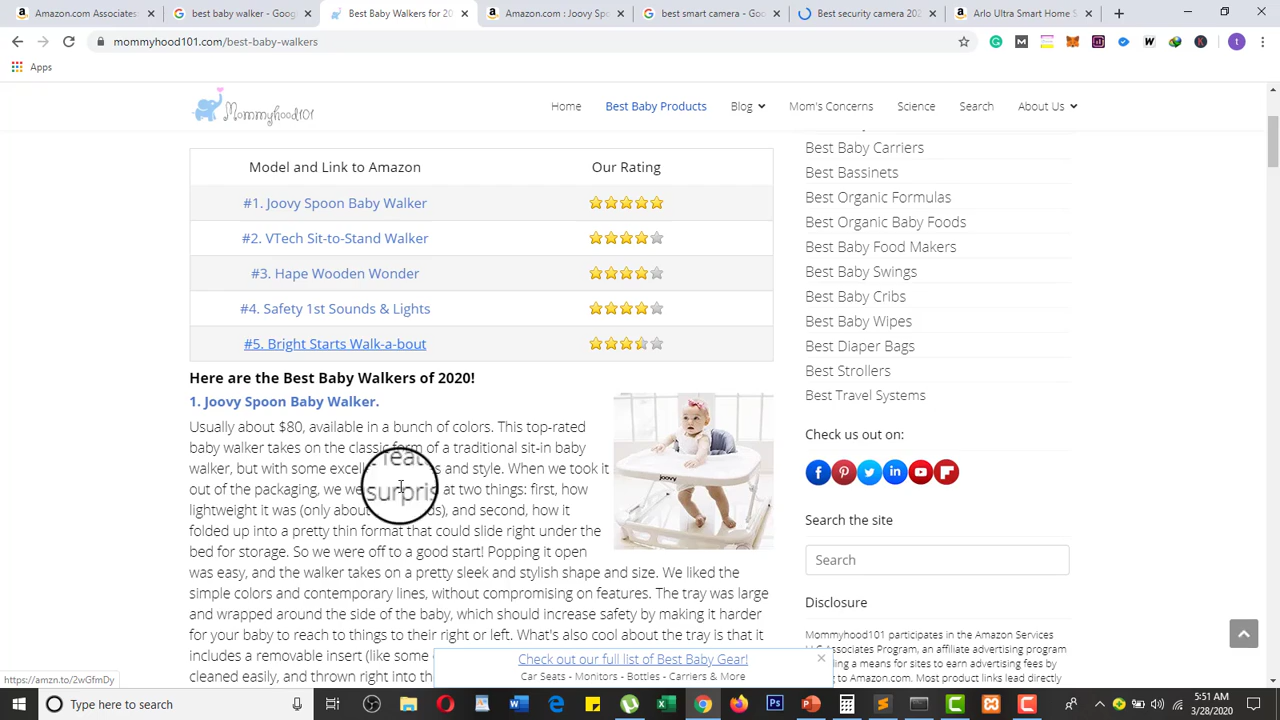 Amazon.com Associates
best baby walker - Goog
Best Baby Walkers for 20
Amazon.com : Joovy Spo
best smart camera - Goo
Best security camera 202
Arlo Ultra Smart Home S
mommyhood101.com/best-baby-walkers
Apps
Mommyhood101
Home
Best Baby Products
Blog
Mom's Concerns
Science
Search
About Us
Model and Link to Amazon
Our Rating
#1. Joovy Spoon Baby Walker
#2. VTech Sit-to-Stand Walker
#3. Hape Wooden Wonder
#4. Safety 1st Sounds & Lights
#5. Bright Starts Walk-a-bout
Here are the Best Baby Walkers of 2020!
1. Joovy Spoon Baby Walker.
Usually about $80, available in a bunch of colors. This top-rated
baby walker takes on the classic form of a traditional sit-in baby
walker, but with some and style. When we took it
out of the packaging, we surpris at two things: first, how
lightweight it was (only about and second, how it
folded up into a pretty thin format that could slide right under the
bed for storage. So we were off to a good start! Popping it open
was easy, and the walker takes on a pretty sleek and stylish shape and size. We liked the
simple colors and contemporary lines, without compromising on features. The tray was large
and wrapped around the side of the baby, which should increase safety by making it harder
for your baby to reach to things to their right or left. What's also cool about the tray is that it
includes a removable insert (like some
cleaned easily, and thrown right into th
Best Baby Carriers
Best Bassinets
Best Organic Formulas
Best Organic Baby Foods
Best Baby Food Makers
Best Baby Swings
Best Baby Cribs
Best Baby Wipes
Best Diaper Bags
Best Strollers
Best Travel Systems
Check us out on:
Search the site
Search
Disclosure
Mommyhood101 participates in the Amazon Services
LLC Associates Program, an affiliate advertising program
ding a means for sites to earn advertising fees by
ng to Amazon.com. Most product links lead directly
Check out our full list of Best Baby Gear!
Car Seats - Monitors - Bottles - Carriers & More
https://amzn.to/2wGfmDy
Type here to search
5:51 AM
3/28/2020